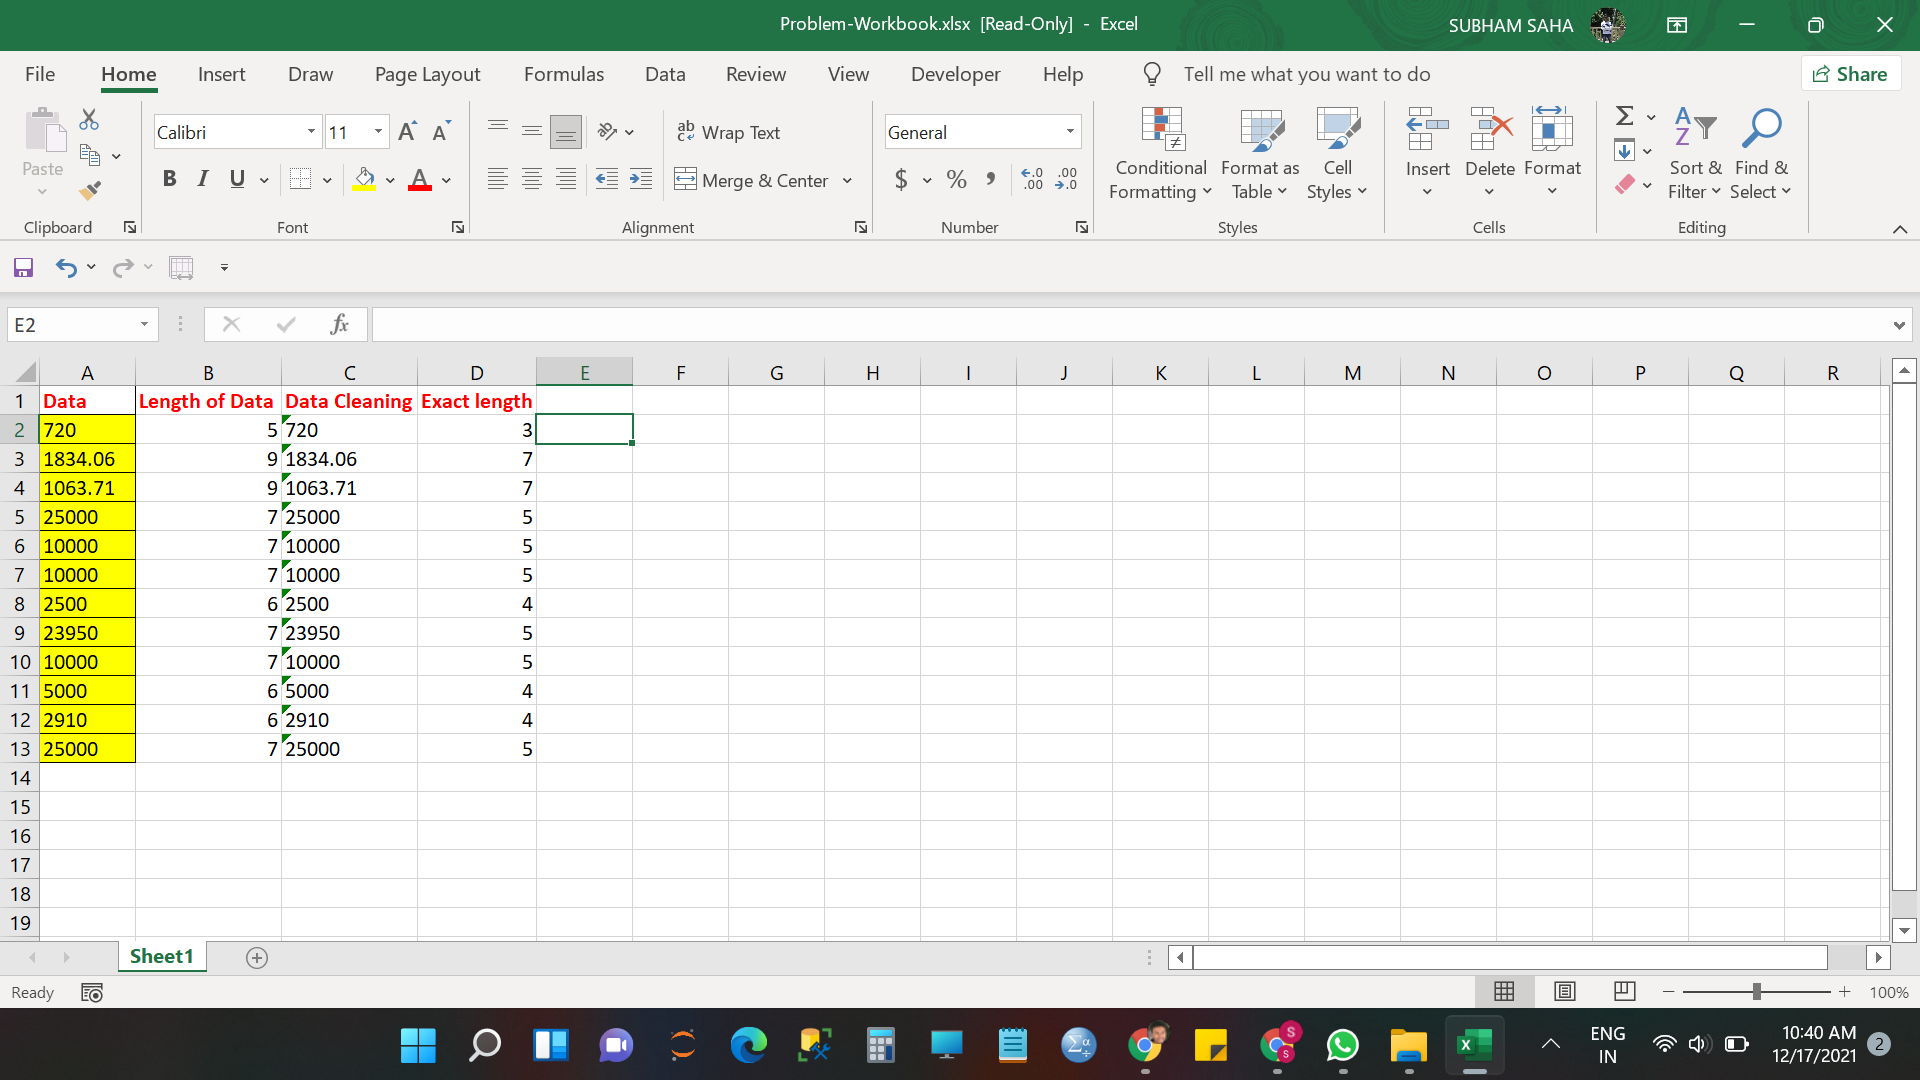 Problem-Workbook.xlsx [Read-Only] - Excel
SUBHAM SAHA
File Home Insert Draw Page Layout Formulas Data Review View Developer Help Tell me what you want to do Share
Paste
Clipboard
Calibri 11
B I U
Font
ab Wrap Text
Merge & Center
Alignment
General
$ % , .00 .0 .00 .0
Number
Conditional Formatting
Format as Table
Cell Styles
Styles
Insert Delete Format
Cells
Sort & Filter
Find & Select
Editing
E2 fx
A B C D E F G H I J K L M N O P Q R
1 Data Length of Data Data Cleaning Exact length
2 720 5 720 3
3 1834.06 9 1834.06 7
4 1063.71 9 1063.71 7
5 25000 7 25000 5
6 10000 7 10000 5
7 10000 7 10000 5
8 2500 6 2500 4
9 23950 7 23950 5
10 10000 7 10000 5
11 5000 6 5000 4
12 2910 6 2910 4
13 25000 7 25000 5
14
15
16
17
18
19
Sheet1
Ready 100%
ENG IN
10:40 AM
12/17/2021
2